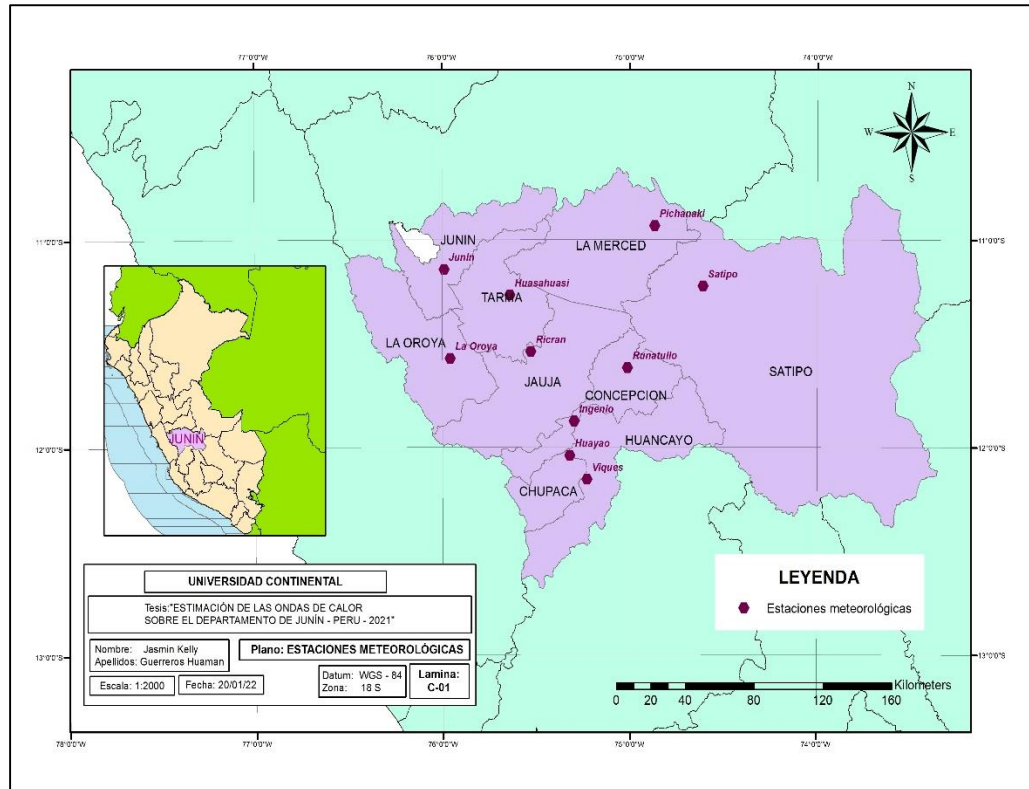 77°0'0"W 76°0'0"W 75°0'0"W 74°0'0"W
N
W E
S
Pichanaki
11°0'0"S JUNIN LA MERCED 11°0'0"S
Junin
Satipo
Huasahuasi
TARMA
LA OROYA La Oroya Ricran
Runatullo
JAUJA SATIPO
CONCEPCION
Ingenio
JUNIN HUANCAYO
12°0'0"S Huayao 12°0'0"S
Viques
CHUPACA
UNIVERSIDAD CONTINENTAL
Tesis:"ESTIMACIÓN DE LAS ONDAS DE CALOR
SOBRE EL DEPARTAMENTO DE JUNÍN - PERU - 2021"
Nombre: Jasmin Kelly
Apellidos: Guerreros Huaman
Plano: ESTACIONES METEOROLÓGICAS
Escala: 1:2000 Fecha: 20/01/22
Datum: WGS - 84
Zona: 18 S
Lamina:
C-01
LEYENDA
Estaciones meteorológicas
13°0'0"S 13°0'0"S
Kilometers
0 10 20 40 80 120 160
78°0'0"W 77°0'0"W 76°0'0"W 75°0'0"W 74°0'0"W